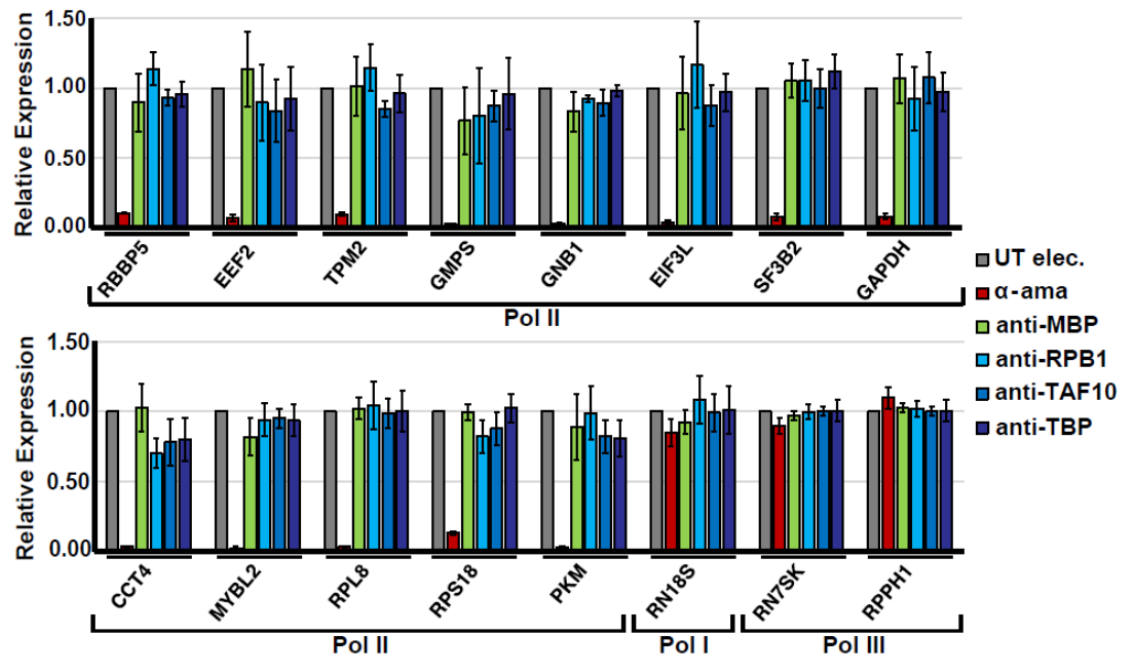 Relative Expression
1.50
1.00
0.50
0.00
RBBP5
EEF2
TPM2
GMPS
GNB1
EIF3L
SF3B2
GAPDH
Pol II
UT elec.
α-ama
anti-MBP
anti-RPB1
anti-TAF10
anti-TBP
Relative Expression
1.50
1.00
0.50
0.00
CCT4
MYBL2
RPL8
RPS18
PKM
RN18S
RN7SK
RPPH1
Pol II
Pol I
Pol III